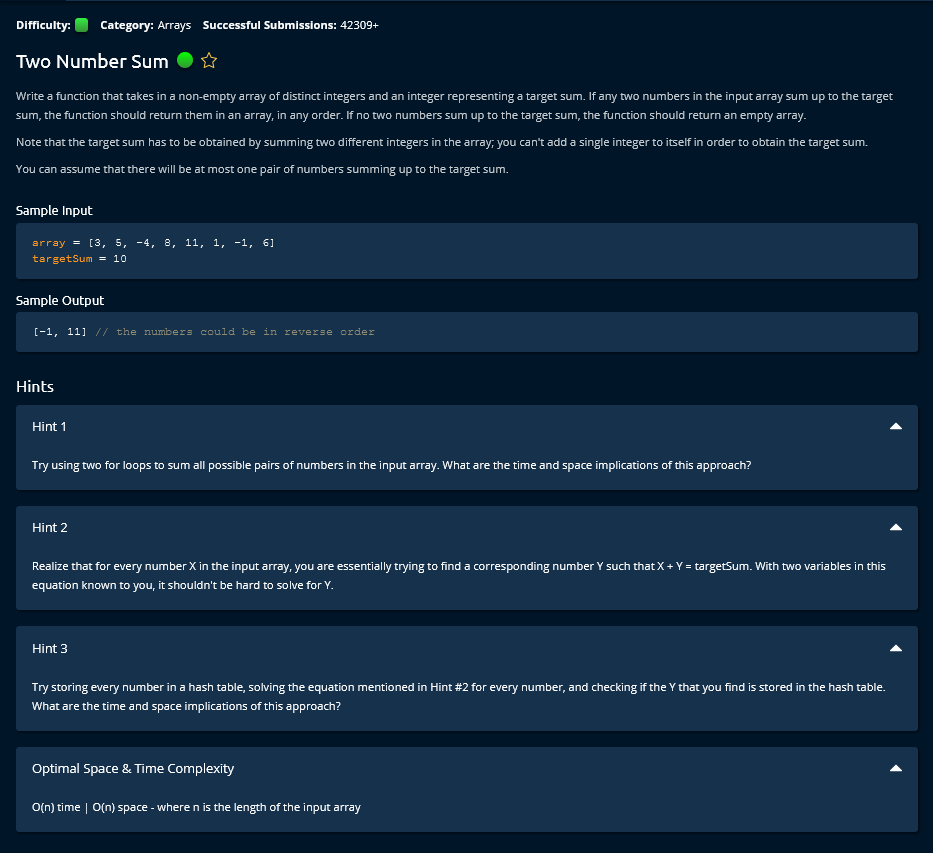 Difficulty: Category: Arrays Successful Submissions: 42309+
Two Number Sum
Write a function that takes in a non-empty array of distinct integers and an integer representing a target sum. If any two numbers in the input array sum up to the target
sum, the function should return them in an array, in any order. If no two numbers sum up to the target sum, the function should return an empty array.
Note that the target sum has to be obtained by summing two different integers in the array; you can't add a single integer to itself in order to obtain the target sum.
You can assume that there will be at most one pair of numbers summing up to the target sum.
Sample Input
array = [3, 5, -4, 8, 11, 1, -1, 6]
targetSum = 10
Sample Output
[-1, 11] // the numbers could be in reverse order
Hints
Hint 1
Try using two for loops to sum all possible pairs of numbers in the input array. What are the time and space implications of this approach?
Hint 2
Realize that for every number X in the input array, you are essentially trying to find a corresponding number Y such that X + Y = targetSum. With two variables in this
equation known to you, it shouldn't be hard to solve for Y.
Hint 3
Try storing every number in a hash table, solving the equation mentioned in Hint #2 for every number, and checking if the Y that you find is stored in the hash table.
What are the time and space implications of this approach?
Optimal Space & Time Complexity
O(n) time | O(n) space - where n is the length of the input array